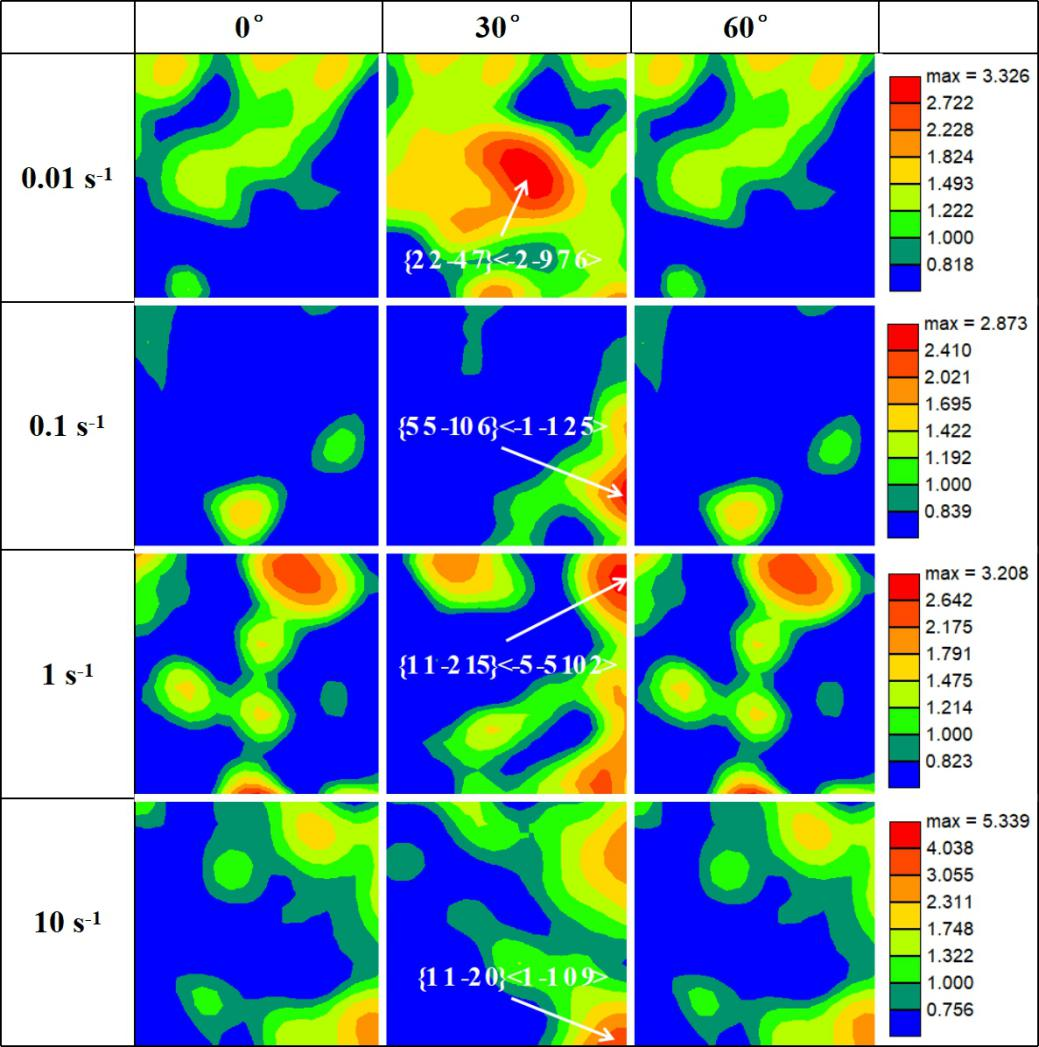 0° 30° 60°
0.01 s-1
{2 2 -4 7}<-2 -9 7 6>
max = 3.326
2.722
2.228
1.824
1.493
1.222
1.000
0.818
0.1 s-1
{5 5 -10 6}<-1 -1 2 5>
max = 2.873
2.410
2.021
1.695
1.422
1.192
1.000
0.839
1 s-1
{1 1 -2 15}<-5 -5 10 2>
max = 3.208
2.642
2.175
1.791
1.475
1.214
1.000
0.823
10 s-1
{1 1 -2 0}<1 -1 0 9>
max = 5.339
4.038
3.055
2.311
1.748
1.322
1.000
0.756